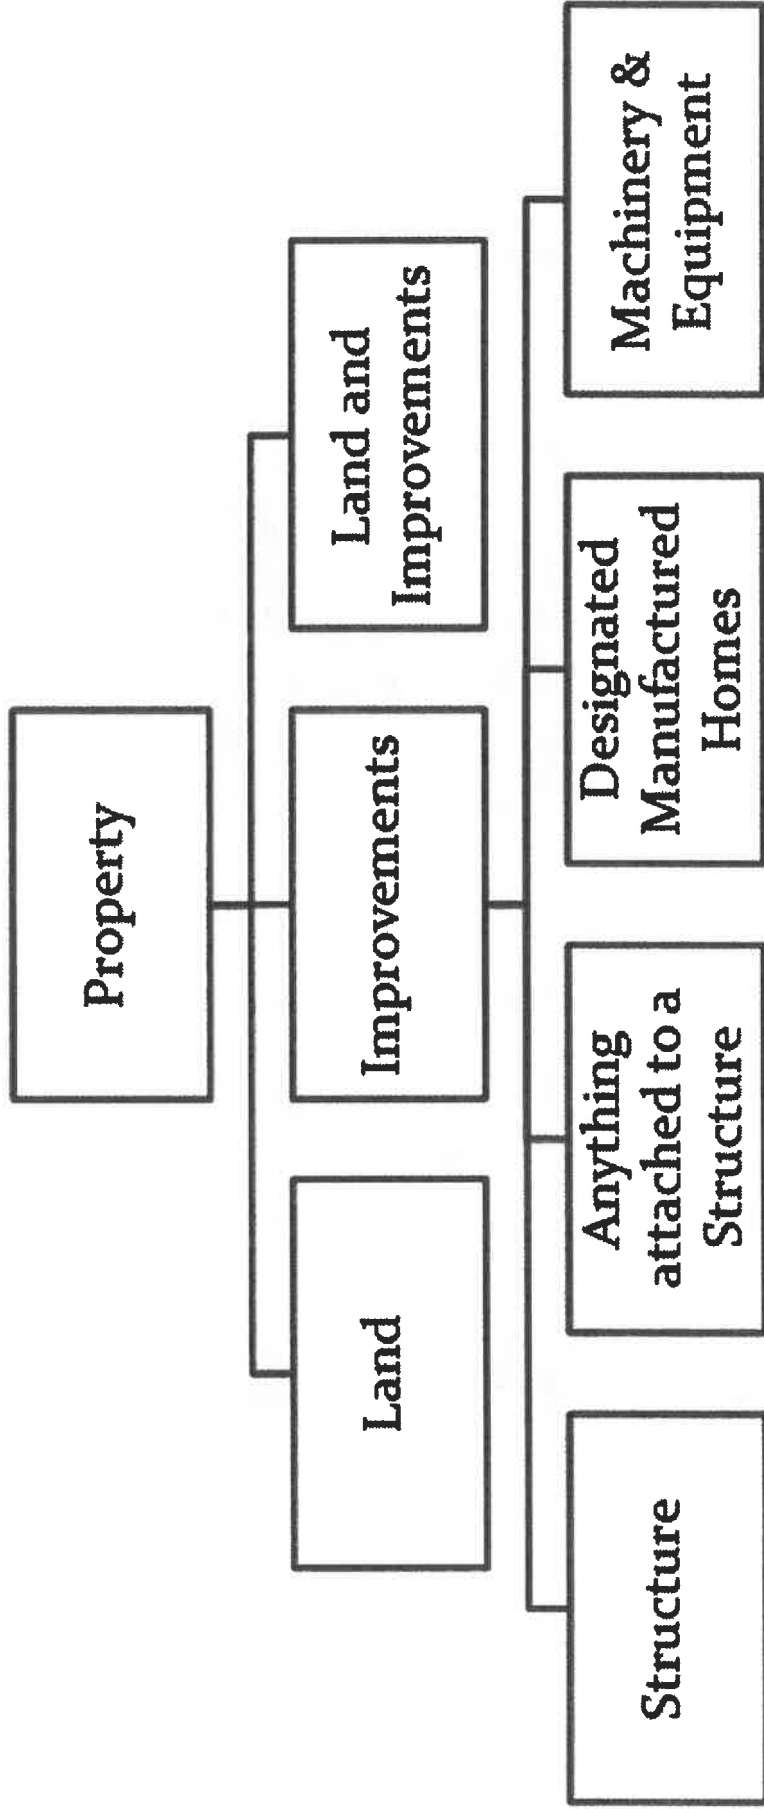 Property
Land
Improvements
Land and
Improvements
Structure
Anything
attached to a
Structure
Designated
Manufactured
Homes
Machinery &
Equipment